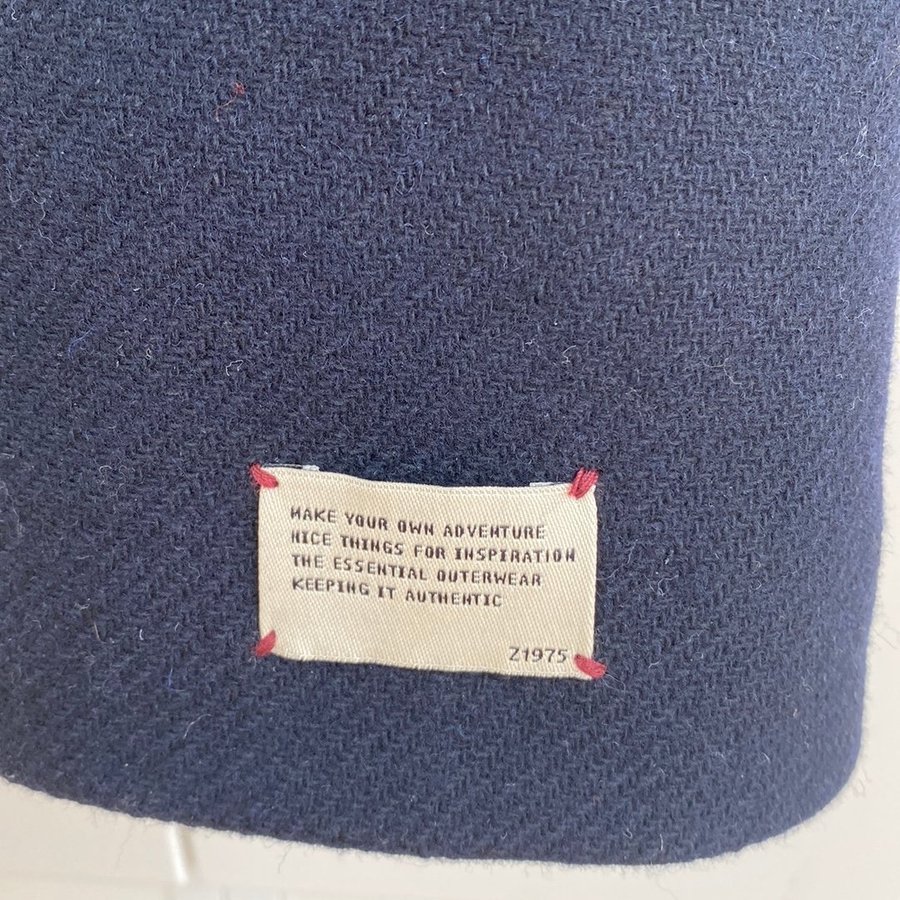 MAKE YOUR OWN ADVENTURE
NICE THINGS FOR INSPIRATION
THE ESSENTIAL OUTERWEAR
KEEPING IT AUTHENTIC
Z1975